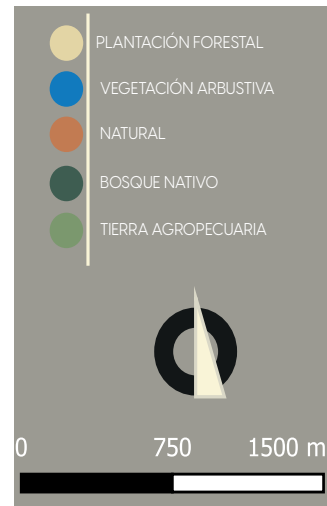 PLANTACIÓN FORESTAL
VEGETACIÓN ARBUSTIVA
NATURAL
BOSQUE NATIVO
TIERRA AGROPECUARIA
0 750 1500 m